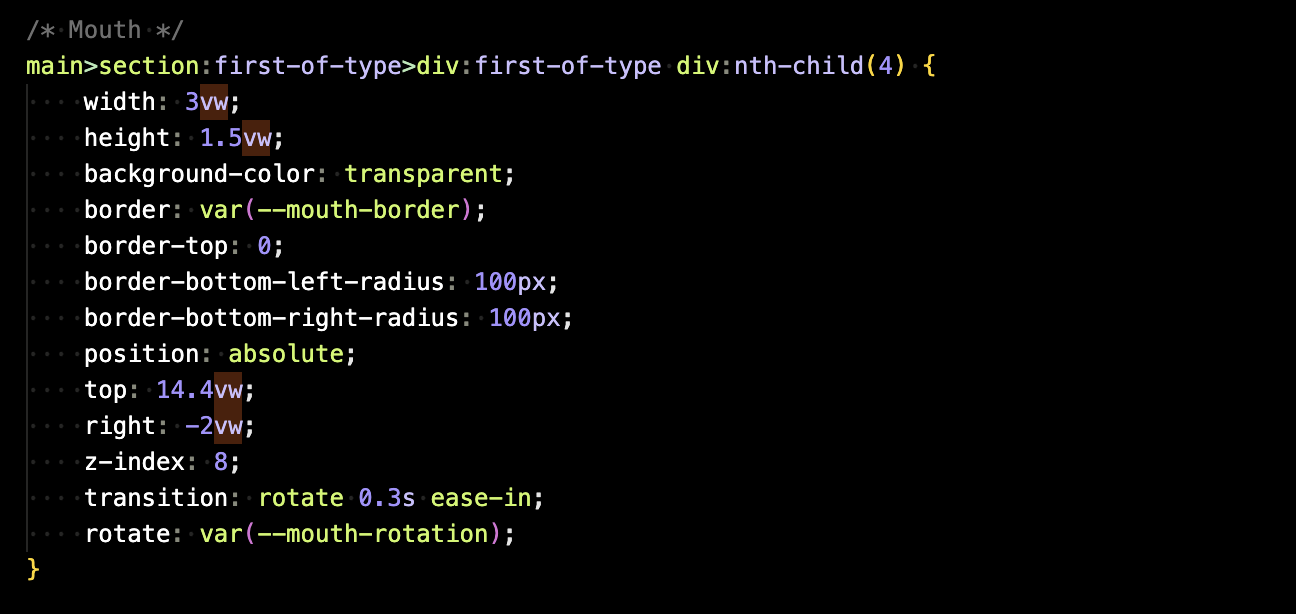 /* Mouth */
main>section:first-of-type>div:first-of-type div:nth-child(4) {
    width: 3vw;
    height: 1.5vw;
    background-color: transparent;
    border: var(--mouth-border);
    border-top: 0;
    border-bottom-left-radius: 100px;
    border-bottom-right-radius: 100px;
    position: absolute;
    top: 14.4vw;
    right: -2vw;
    z-index: 8;
    transition: rotate 0.3s ease-in;
    rotate: var(--mouth-rotation);
}